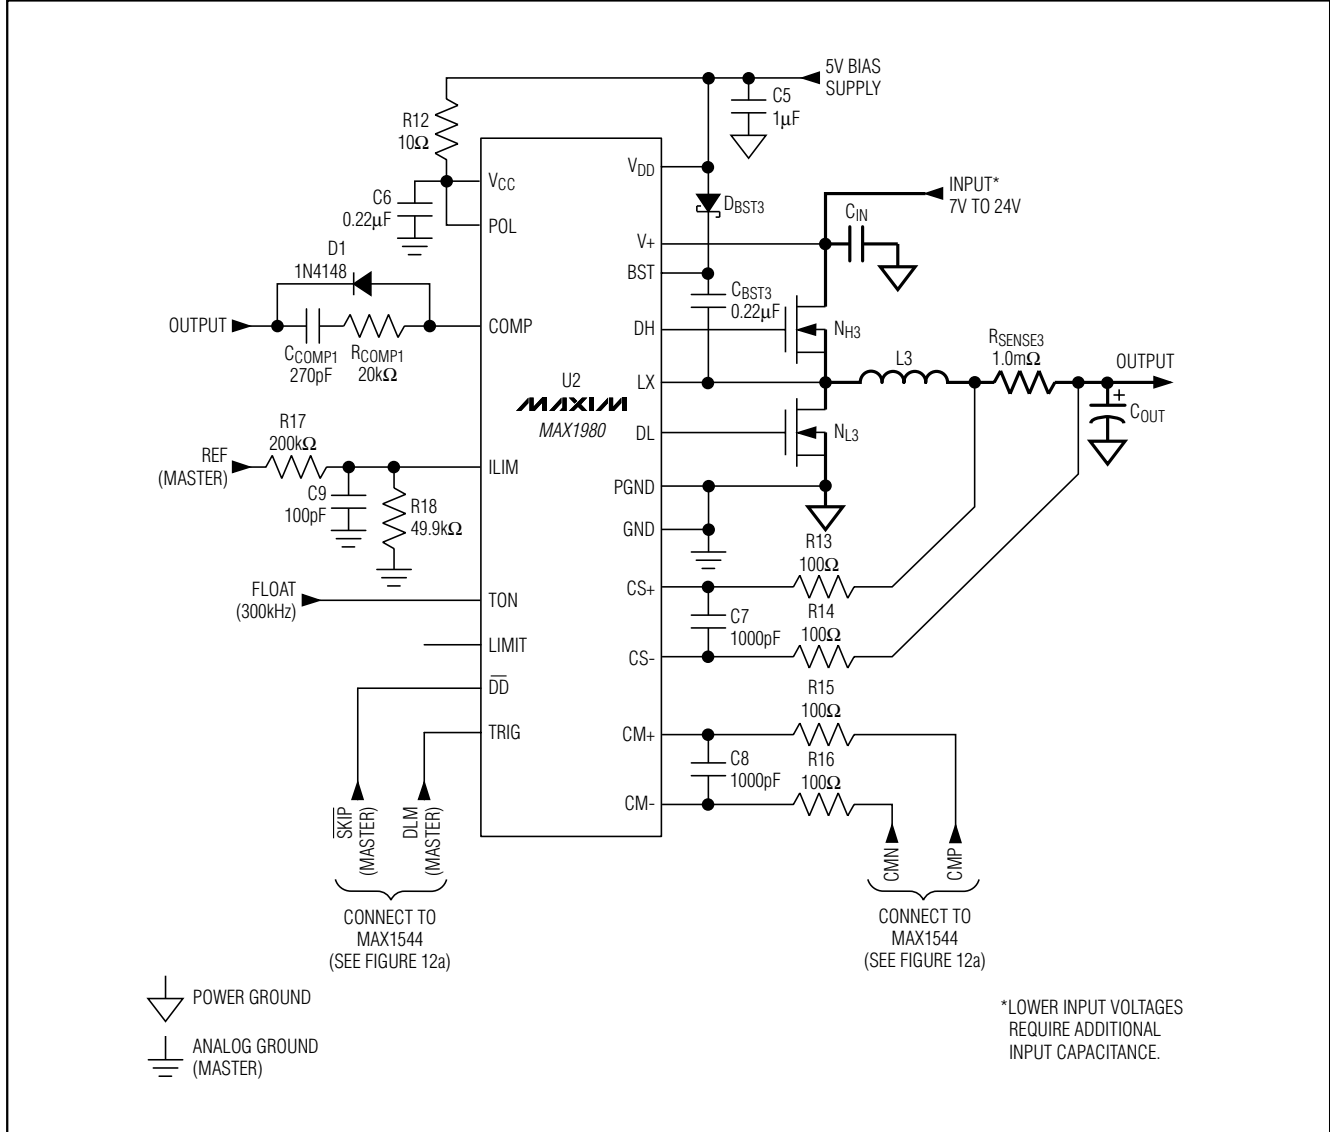 5V BIAS
SUPPLY
C5
1µF
R12
10Ω
VDD
VCC
C6
0.22µF
POL
DBST3
INPUT*
7V TO 24V
CIN
V+
D1
1N4148
BST
CBST3
0.22µF
OUTPUT
COMP
CCOMP1
270pF
RCOMP1
20kΩ
DH
NH3
RSENSE3
1.0mΩ
L3
OUTPUT
LX
U2
MAXIM
MAX1980
COUT
+
DL
NL3
R17
200kΩ
REF
(MASTER)
ILIM
C9
100pF
R18
49.9kΩ
PGND
GND
R13
100Ω
CS+
FLOAT
(300kHz)
TON
C7
1000pF
R14
100Ω
LIMIT
CS-
D̅D̅
R15
100Ω
TRIG
CM+
C8
1000pF
R16
100Ω
CM-
S̅K̅I̅P̅
(MASTER)
DLM
(MASTER)
CMN
CMP
CONNECT TO
MAX1544
(SEE FIGURE 12a)
CONNECT TO
MAX1544
(SEE FIGURE 12a)
POWER GROUND
ANALOG GROUND
(MASTER)
*LOWER INPUT VOLTAGES
REQUIRE ADDITIONAL
INPUT CAPACITANCE.